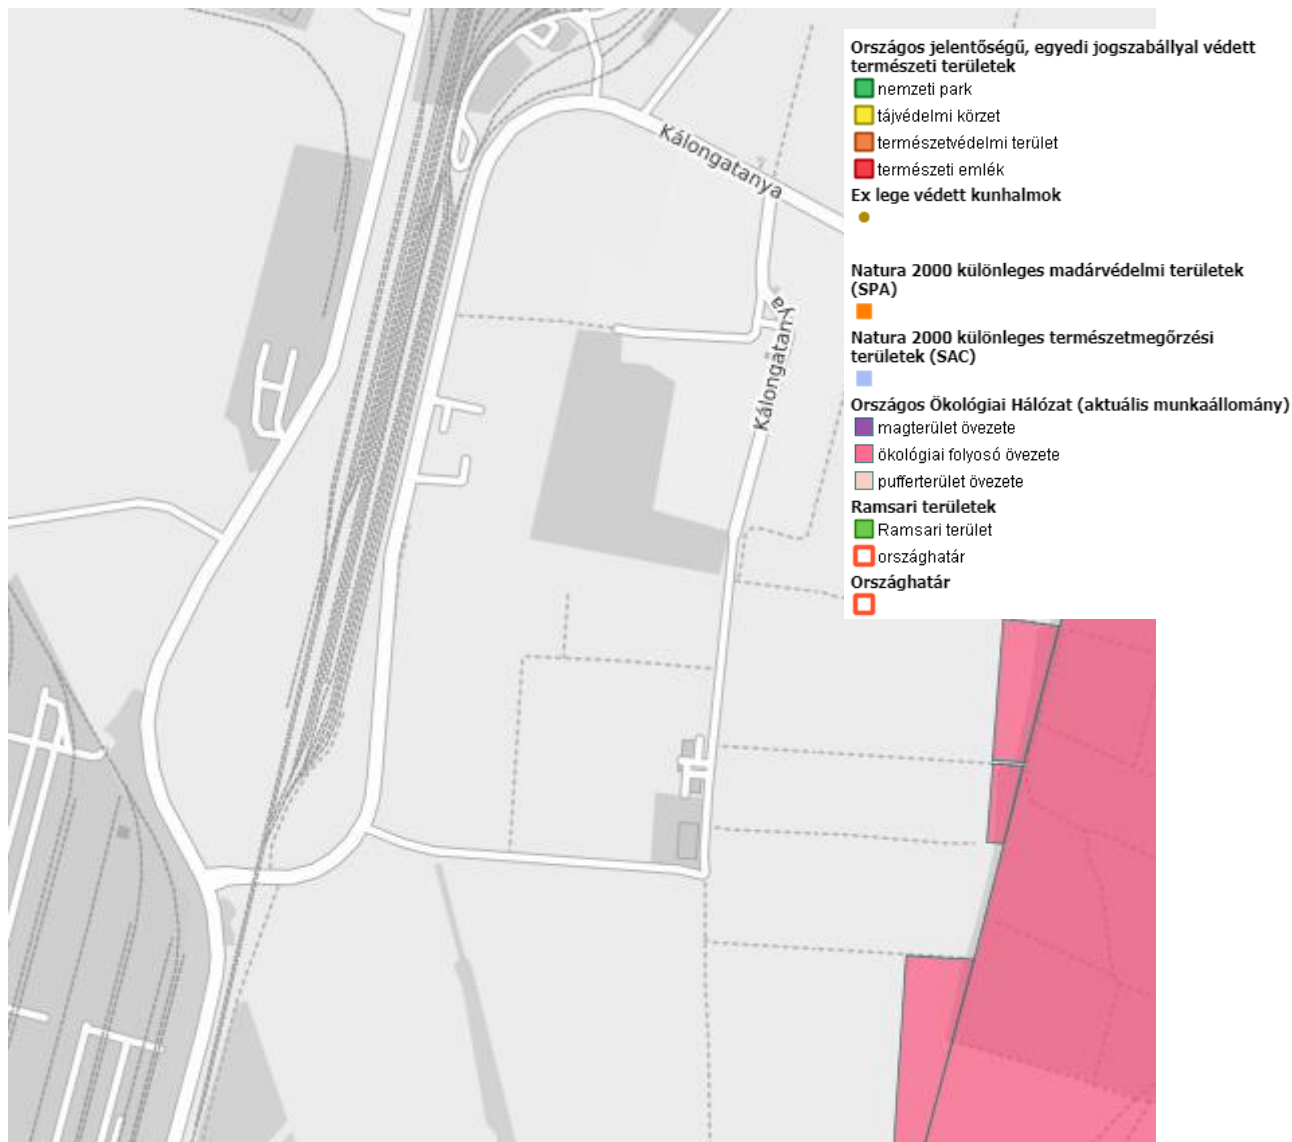 Országos jelentőségű, egyedi jogszabállyal védett
természeti területek
nemzeti park
tájvédelmi körzet
természetvédelmi terület
természeti emlék
Ex lege védett kunhalmok
Natura 2000 különleges madárvédelmi területek
(SPA)
Natura 2000 különleges természetmegőrzési
területek (SAC)
Országos Ökológiai Hálózat (aktuális munkaállomány)
magterület övezete
ökológiai folyosó övezete
pufferterület övezete
Ramsari területek
Ramsari terület
országhatár
Országhatár
Kálongatanya
Kálongatanya